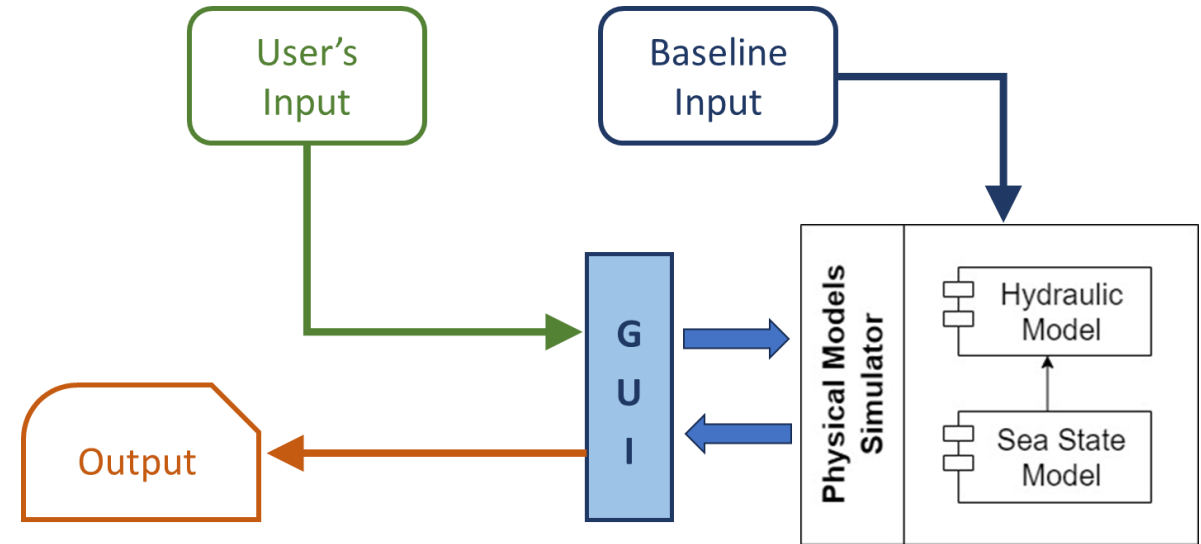 User's
Input
Baseline
Input
G
U
I
Physical Models
Simulator
Hydraulic
Model
Sea State
Model
Output